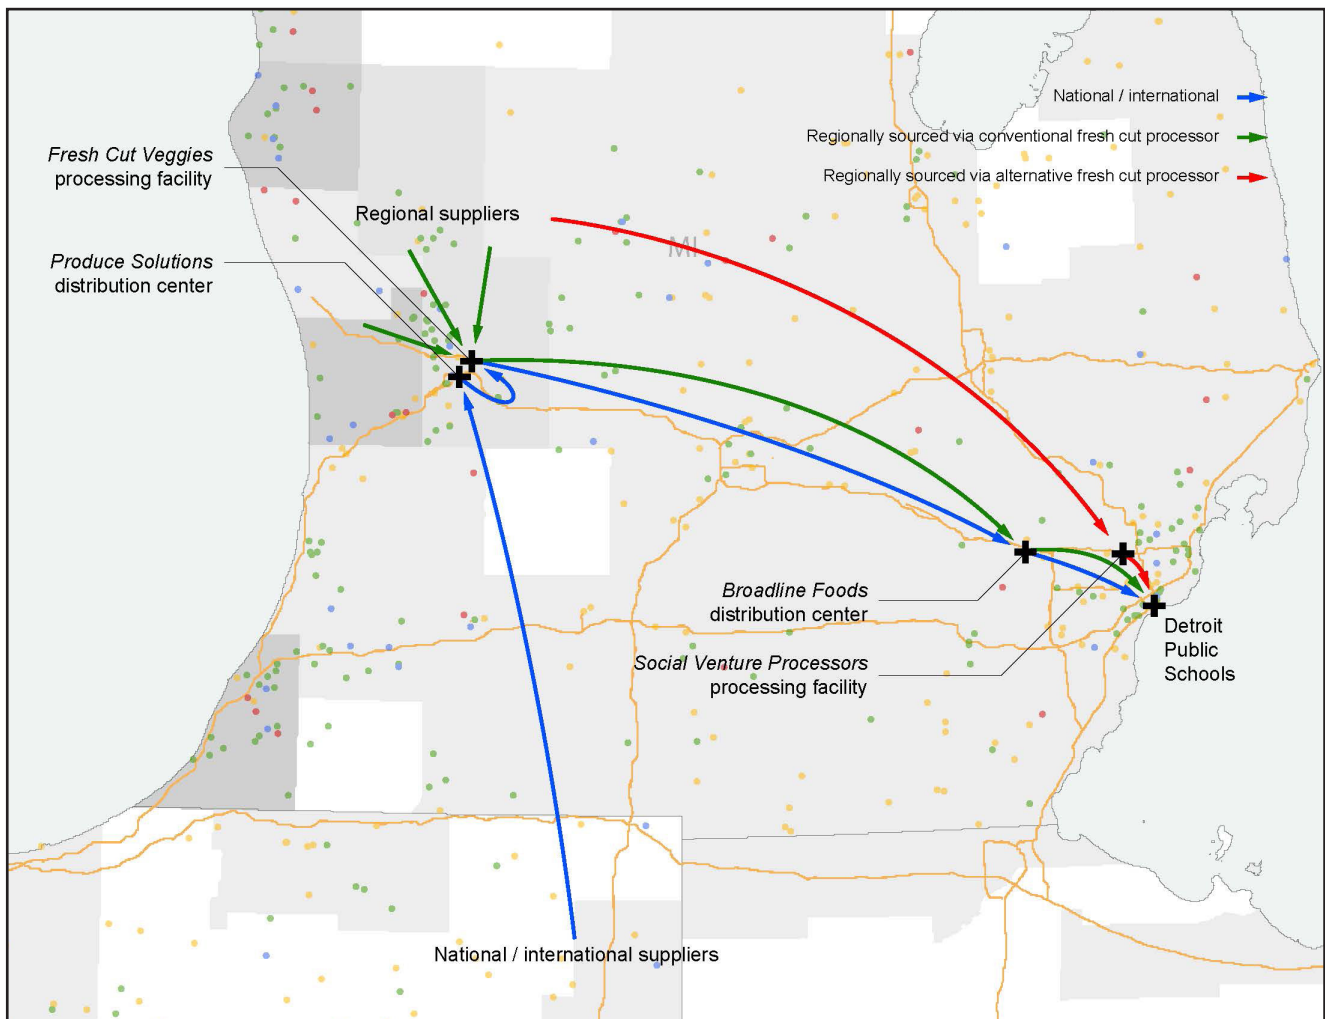 National / international
Regionally sourced via conventional fresh cut processor
Regionally sourced via alternative fresh cut processor
Fresh Cut Veggies
processing facility
Regional suppliers
MI
Produce Solutions
distribution center
Broadline Foods
distribution center
Social Venture Processors
processing facility
Detroit
Public
Schools
National / international suppliers